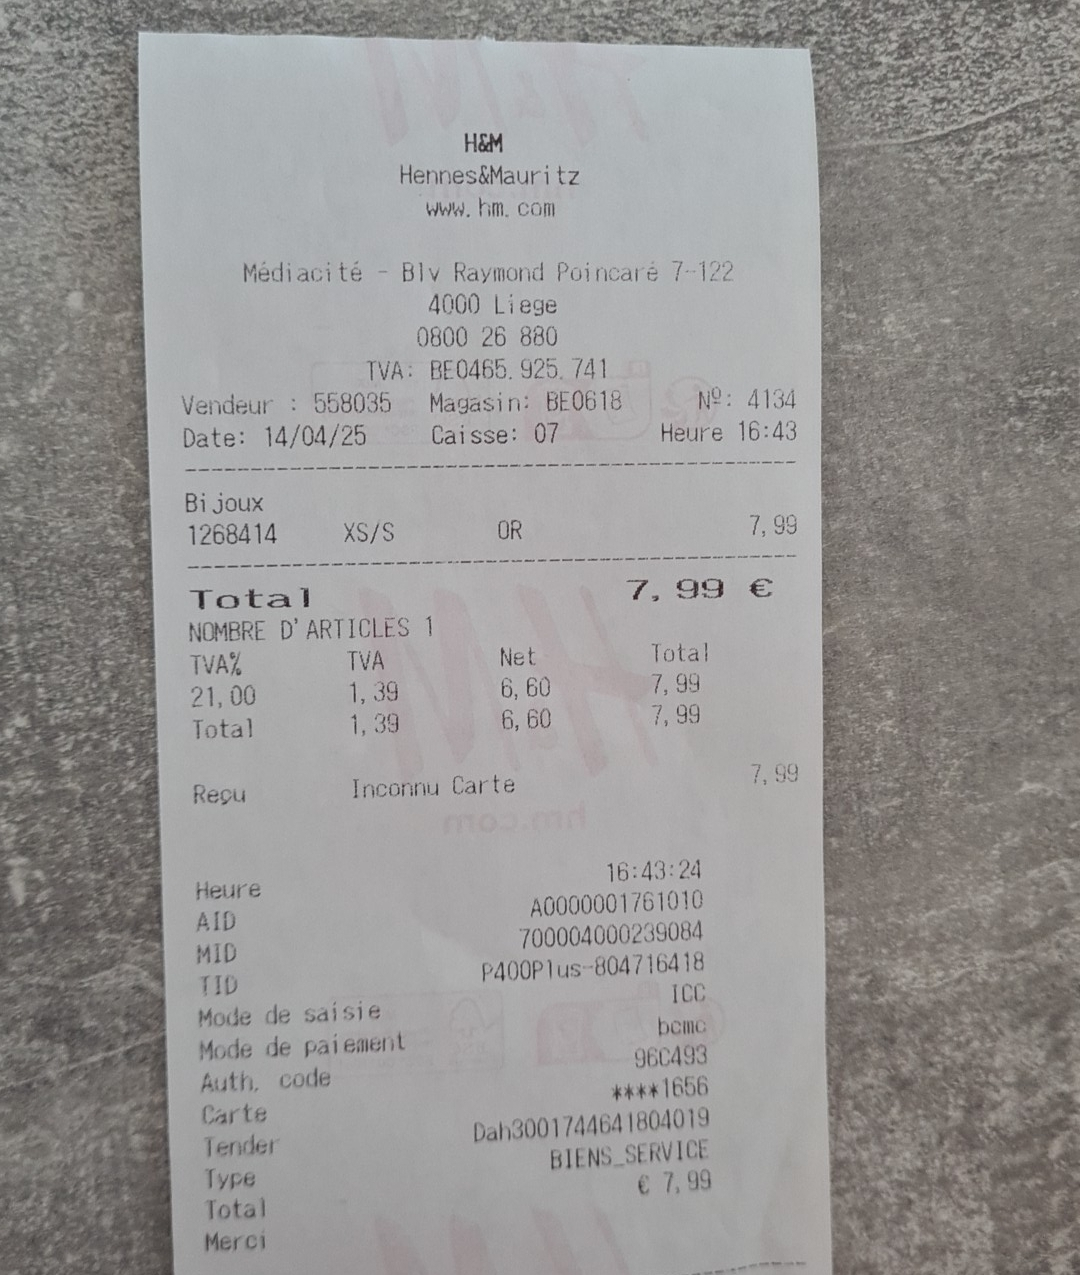 H&M
Hennes&Mauritz
www.hm.com
Médiacité - Blv Raymond Poincaré 7-122
4000 Liege
0800 26 880
TVA: BE0465.925.741
Vendeur : 558035 Magasin: BE0618 Nº: 4134
Date: 14/04/25 Caisse: 07 Heure 16:43
Bijoux
1268414 XS/S OR 7,99
Total 7,99 €
NOMBRE D'ARTICLES 1
TVA% TVA Net Total
21,00 1,39 6,60 7,99
Total 1,39 6,60 7,99
Reçu Inconnu Carte 7,99
Heure 16:43:24
AID A0000001761010
MID 700004000239084
TID P400Plus-804716418
Mode de saisie ICC
Mode de paiement bcmc
Auth. code 96C493
Carte ****1656
Tender Dah3001744641804019
Type BIENS_SERVICE
Total € 7,99
Merci